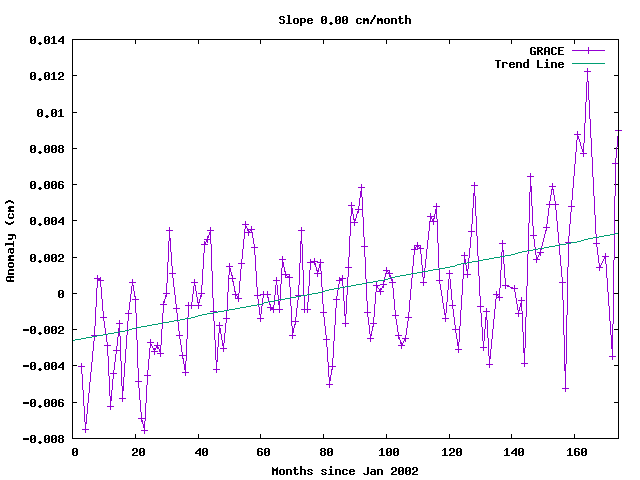 Slope 0.00 cm/month
GRACE
Trend Line
Anomaly (cm)
0.014
0.012
0.01
0.008
0.006
0.004
0.002
0
-0.002
-0.004
-0.006
-0.008
0 20 40 60 80 100 120 140 160
Months since Jan 2002